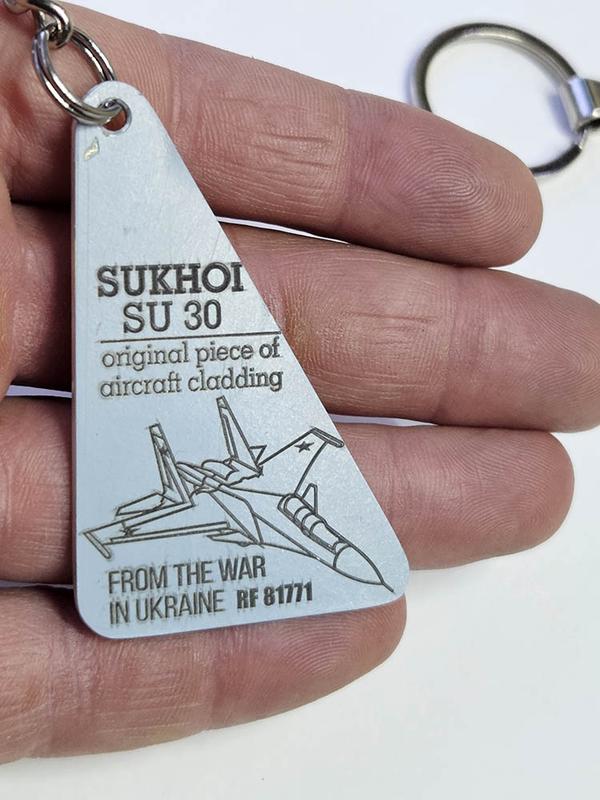 SUKHOI
SU 30
original piece of
aircraft cladding
FROM THE WAR
IN UKRAINE RF 81771